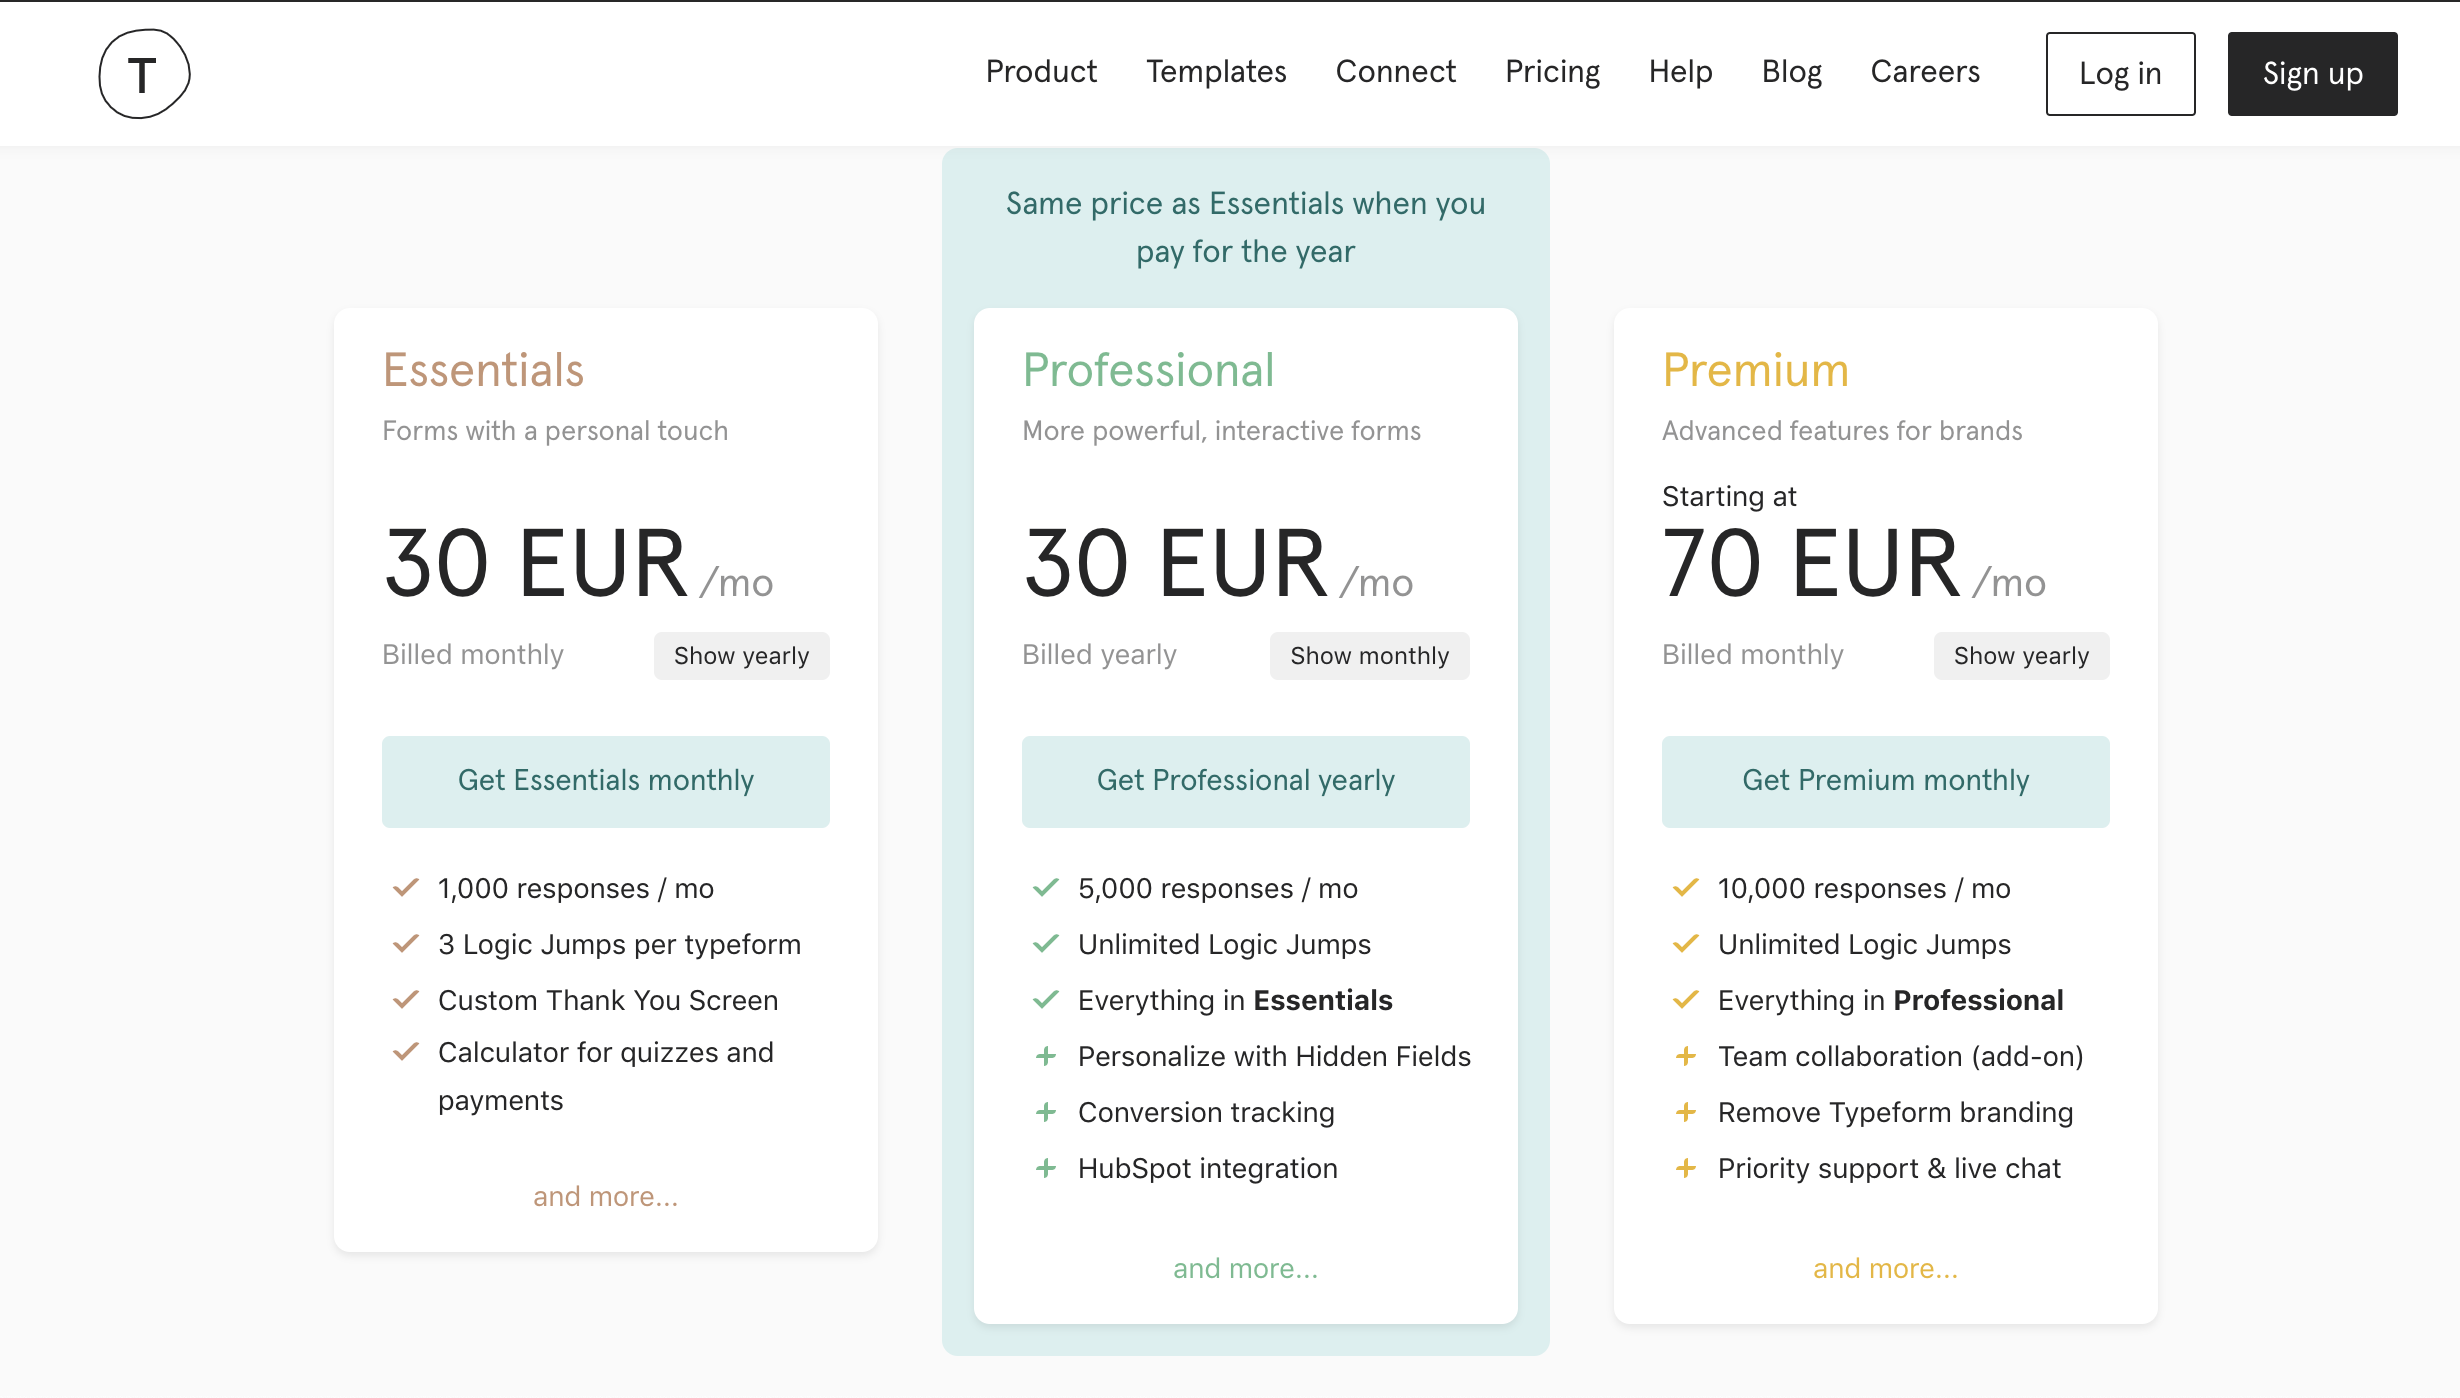 T
Product Templates Connect Pricing Help Blog Careers Log in Sign up
Same price as Essentials when you
pay for the year
Essentials
Forms with a personal touch
30 EUR /mo
Billed monthly Show yearly
Get Essentials monthly
1,000 responses / mo
3 Logic Jumps per typeform
Custom Thank You Screen
Calculator for quizzes and
payments
and more...
Professional
More powerful, interactive forms
30 EUR /mo
Billed yearly Show monthly
Get Professional yearly
5,000 responses / mo
Unlimited Logic Jumps
Everything in Essentials
Personalize with Hidden Fields
Conversion tracking
HubSpot integration
and more...
Premium
Advanced features for brands
Starting at
70 EUR /mo
Billed monthly Show yearly
Get Premium monthly
10,000 responses / mo
Unlimited Logic Jumps
Everything in Professional
Team collaboration (add-on)
Remove Typeform branding
Priority support & live chat
and more...